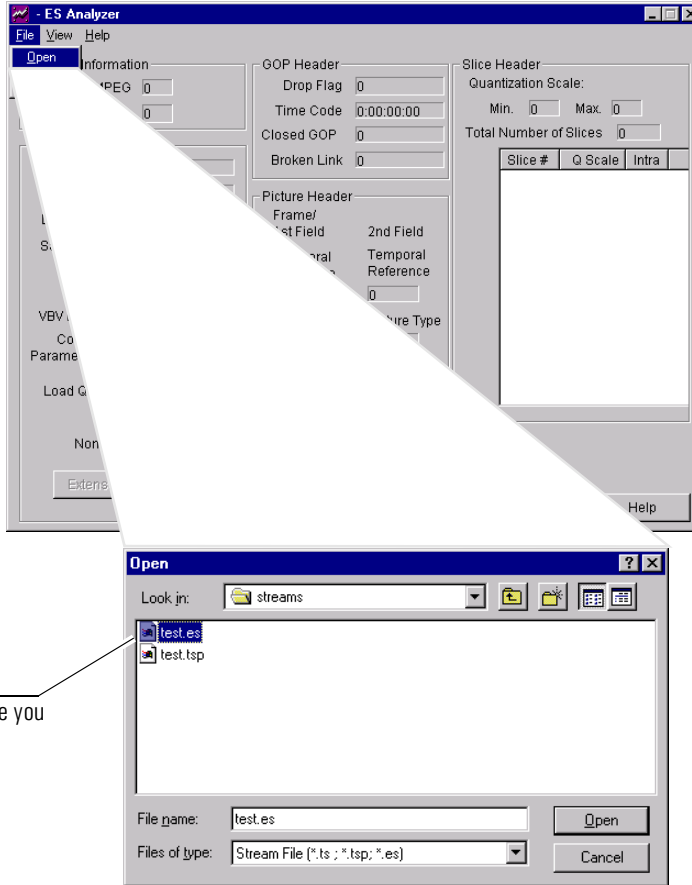 - ES Analyzer
File View Help
Open
Information
MPEG 0
0
GOP Header
Drop Flag 0
Time Code 0:00:00:00
Closed GOP 0
Broken Link 0
Slice Header
Quantization Scale:
Min. 0 Max. 0
Total Number of Slices 0
Slice # Q Scale Intra
Picture Header
Frame/
1st Field 2nd Field
Temporal
Reference
0
Type
VBV
Co
Parame
Load Q
Non
Extens
Help
Open
Look in: streams
test.es
test.tsp
e you
File name: test.es Open
Files of type: Stream File (*.ts ; *.tsp; *.es) Cancel